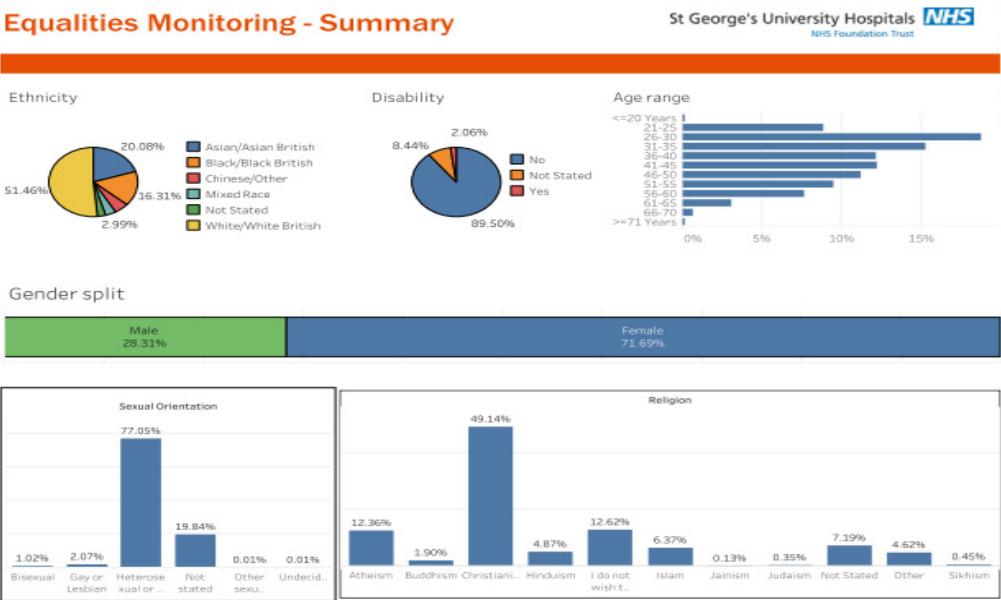 Equalities Monitoring - Summary
St George's University Hospitals NHS
NHS Foundation Trust
Ethnicity
20.08%
51.46%
16.31%
2.99%
Asian/Asian British
Black/Black British
Chinese/Other
Mixed Race
Not Stated
White/White British
Disability
2.06%
8.44%
89.50%
No
Not Stated
Yes
Age range
<=20 Years
21-25
26-30
31-35
36-40
41-45
46-50
51-55
56-60
61-65
66-70
>=71 Years
0% 5% 10% 15%
Gender split
Male
28.31%
Female
71.69%
Sexual Orientation
77.05%
19.84%
1.02% 2.07% 0.01% 0.01%
Bisexual Gay or Heterose Not Other Undecid..
Lesbian xual or .. stated sexu..
Religion
49.14%
12.36% 1.90% 4.87% 12.62% 6.37% 0.13% 0.35% 7.19% 4.62% 0.45%
Atheism Buddhism Christiani.. Hinduism I do not Islam Jainism Judaism Not Stated Other Sikhism
wish t..